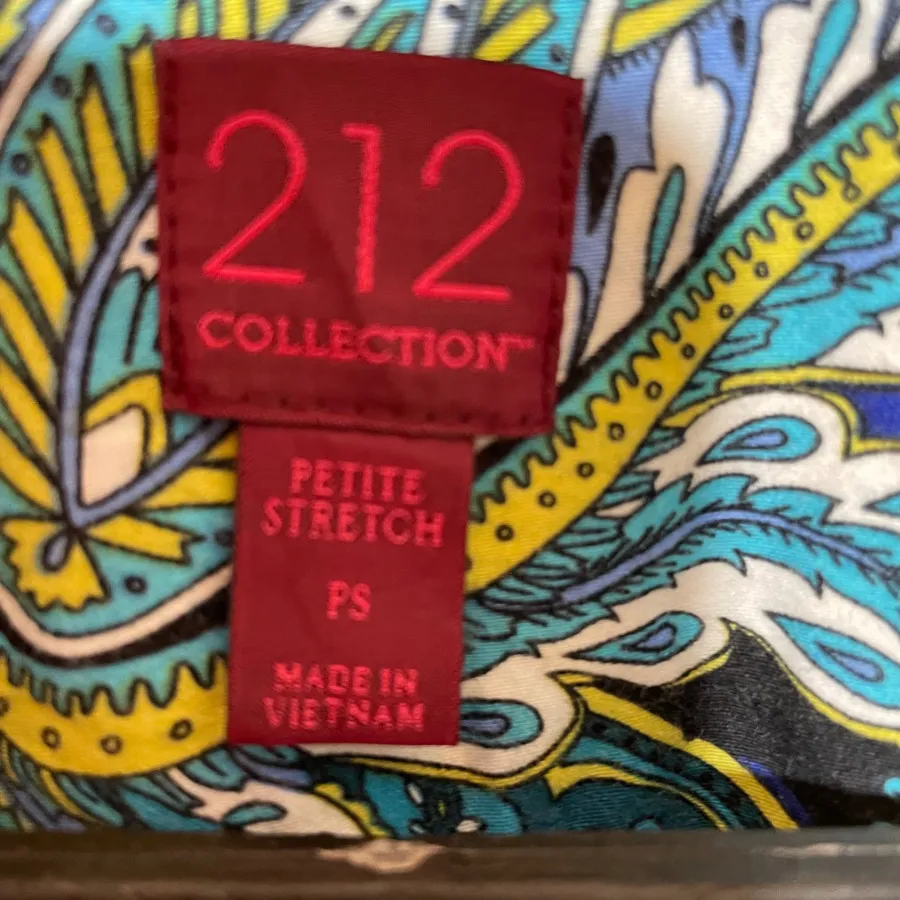 212
COLLECTION™
PETITE
STRETCH
PS
MADE IN
VIETNAM